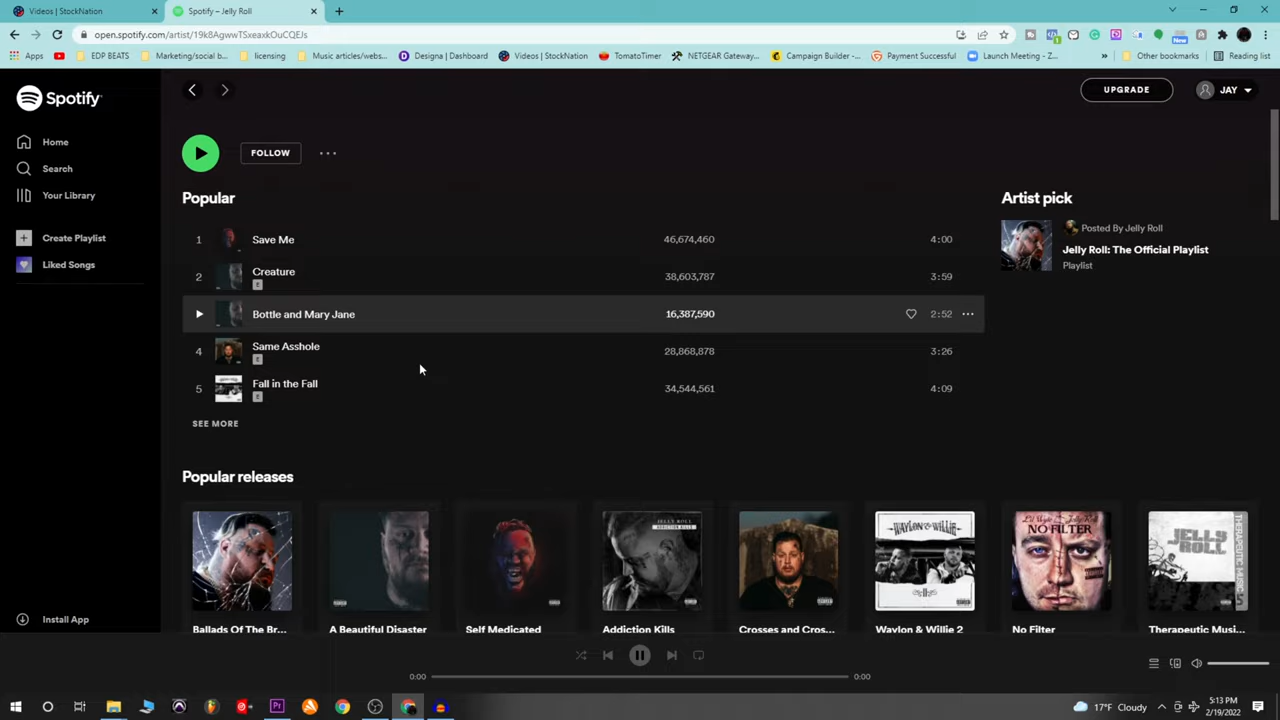 Videos | StockNation
Spotify – Jelly Roll
open.spotify.com/artist/19k8AgwwTSxeaxkOuCQEJs
Apps
EDP BEATS
Marketing/social b...
licensing
Music articles/webs...
Designa | Dashboard
Videos | StockNation
TomatoTimer
NETGEAR Gateway...
Campaign Builder -...
Payment Successful
Launch Meeting - Z...
Other bookmarks
Reading list
Spotify
UPGRADE
JAY
Home
Search
Your Library
Create Playlist
Liked Songs
FOLLOW
Popular
1 Save Me 46,674,460 4:00
2 Creature 38,603,787 3:59
E
Bottle and Mary Jane 16,387,590 2:52
4 Same Asshole 28,868,878 3:26
E
5 Fall in the Fall 34,544,561 4:09
E
SEE MORE
Artist pick
Posted By Jelly Roll
Jelly Roll: The Official Playlist
Playlist
Popular releases
JELLY ROLL
ADDICTION KILLS
WAYLON & WILLIE
NO FILTER
JELLY
ROLL
THERAPEUTIC MUSIC 5
Ballads Of The Br...
A Beautiful Disaster
Self Medicated
Addiction Kills
Crosses and Cros...
Waylon & Willie 2
No Filter
Therapeutic Musi...
Install App
0:00
0:00
17°F Cloudy
5:13 PM
2/19/2022